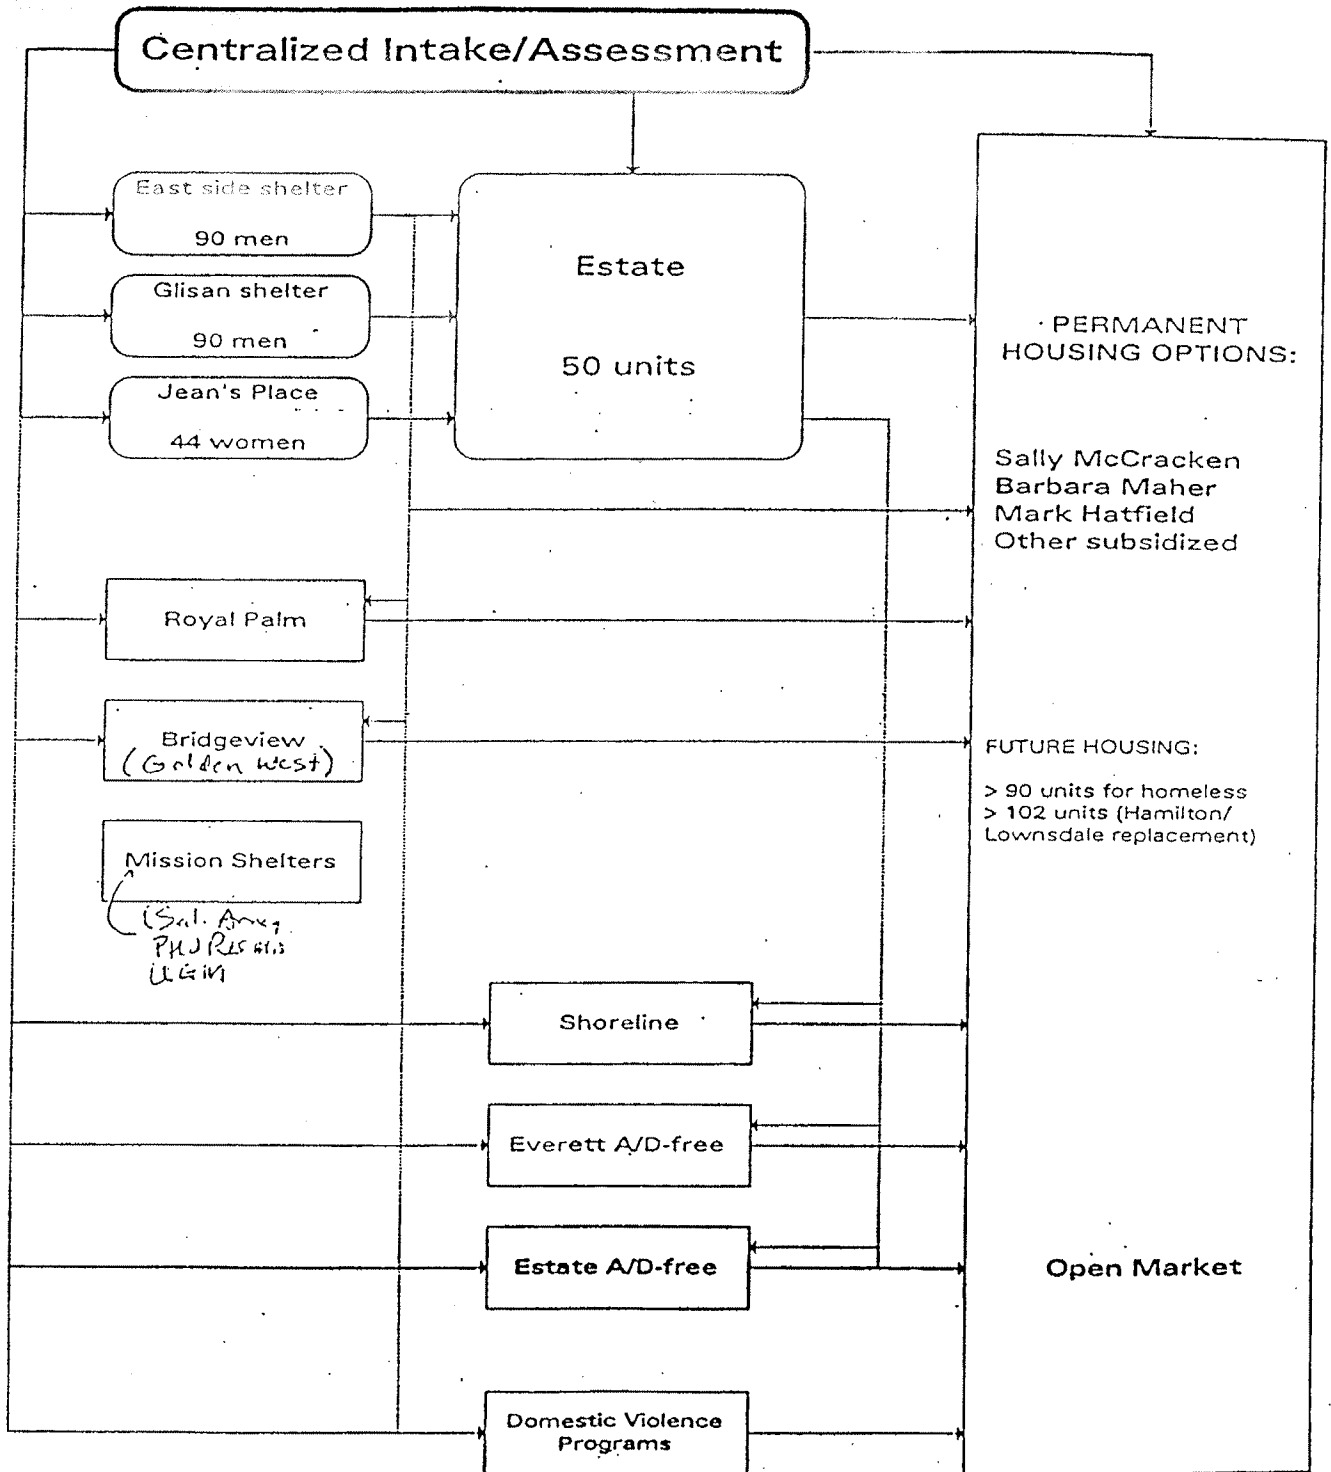 Centralized Intake/Assessment
East side shelter
90 men
Glisan shelter
90 men
Jean's Place
44 women
Estate
50 units
PERMANENT
HOUSING OPTIONS:
Sally McCracken
Barbara Maher
Mark Hatfield
Other subsidized
Royal Palm
Bridgeview
(Golden West)
FUTURE HOUSING:
> 90 units for homeless
> 102 units (Hamilton/
Lownsdale replacement)
Mission Shelters
(Sal. Army,
UGM
Shoreline
Everett A/D-free
Estate A/D-free
Open Market
Domestic Violence
Programs